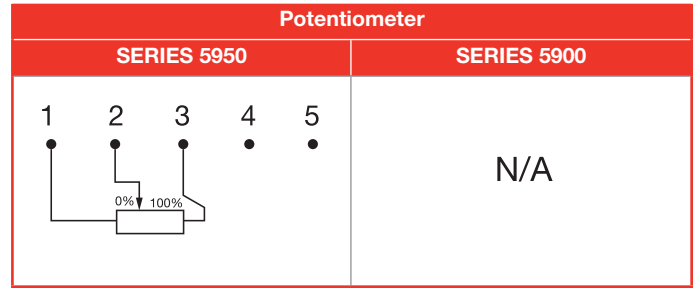 Potentiometer
SERIES 5950 SERIES 5900
1 2 3 4 5
N/A
0% 100%